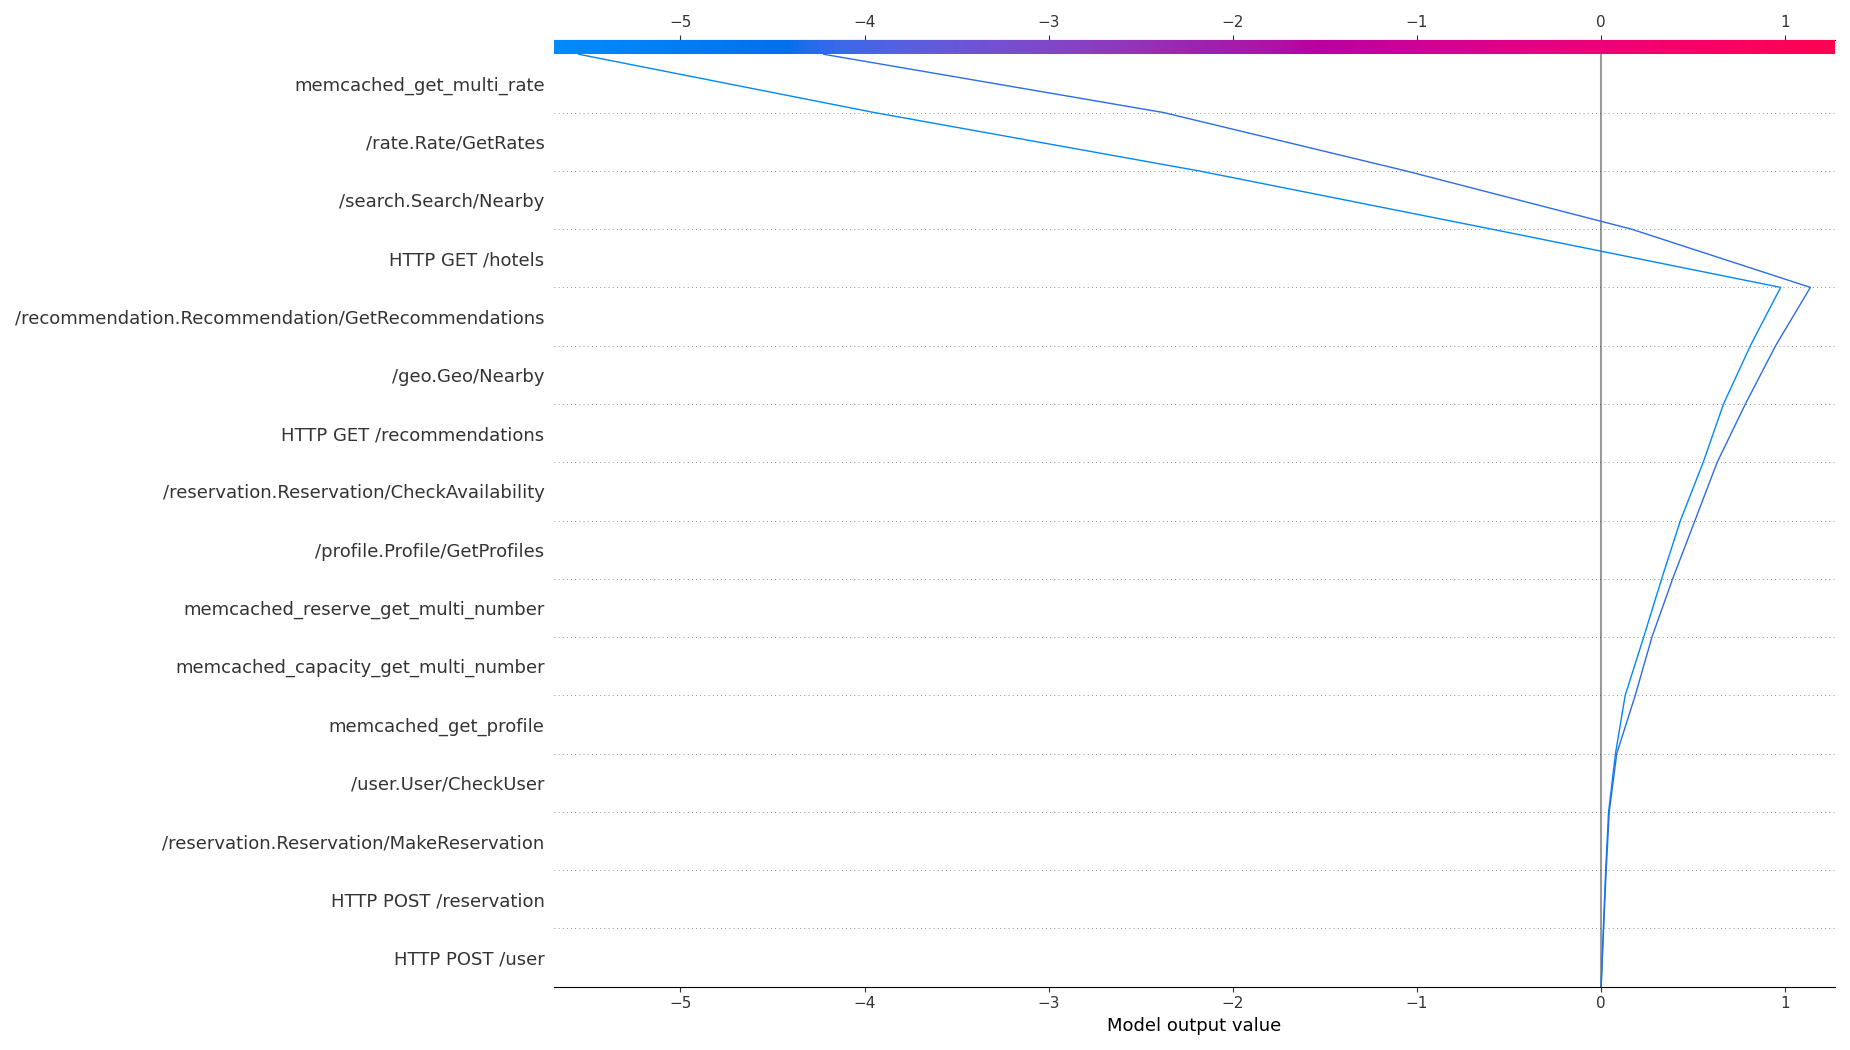 −5 −4 −3 −2 −1 0 1
memcached_get_multi_rate
/rate.Rate/GetRates
/search.Search/Nearby
HTTP GET /hotels
/recommendation.Recommendation/GetRecommendations
/geo.Geo/Nearby
HTTP GET /recommendations
/reservation.Reservation/CheckAvailability
/profile.Profile/GetProfiles
memcached_reserve_get_multi_number
memcached_capacity_get_multi_number
memcached_get_profile
/user.User/CheckUser
/reservation.Reservation/MakeReservation
HTTP POST /reservation
HTTP POST /user
−5 −4 −3 −2 −1 0 1
Model output value